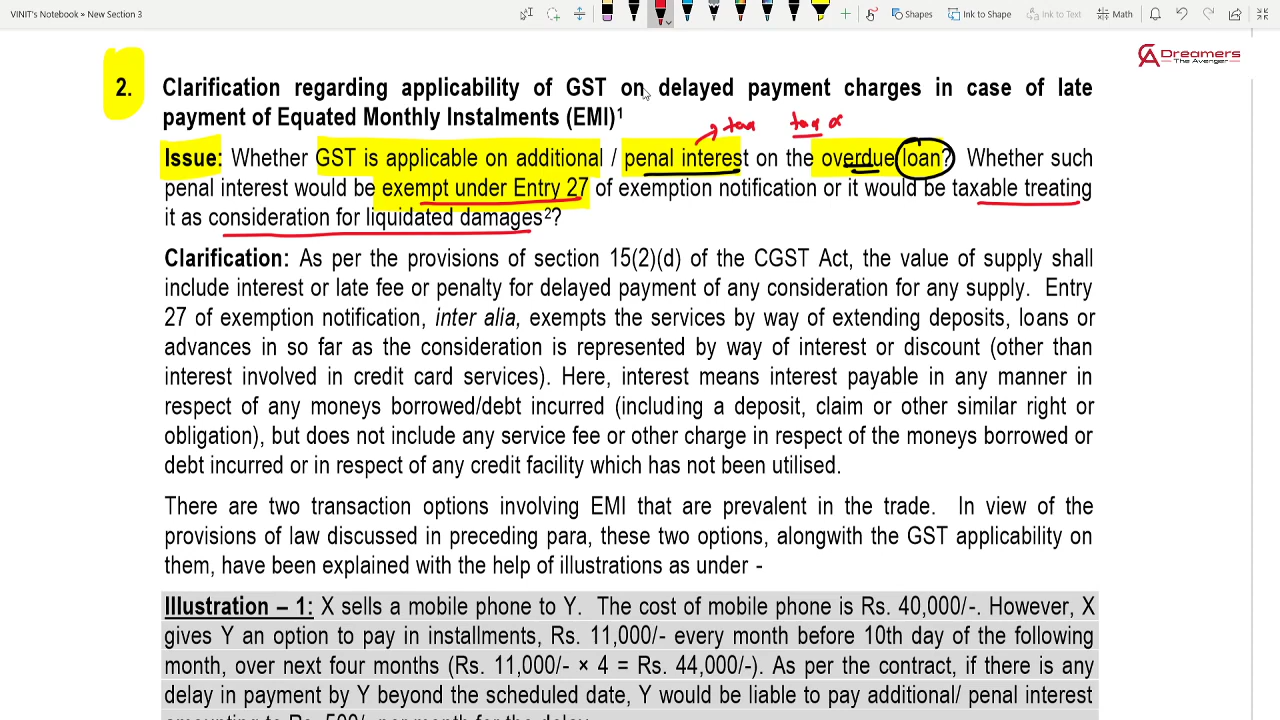 VINIT's Notebook » New Section 3
Shapes
Ink to Shape
Ink to Text
Math
CA Dreamers
The Avenger
2. Clarification regarding applicability of GST on delayed payment charges in case of late
payment of Equated Monthly Instalments (EMI)¹
tax tax
Issue: Whether GST is applicable on additional / penal interest on the overdue loan? Whether such
penal interest would be exempt under Entry 27 of exemption notification or it would be taxable treating
it as consideration for liquidated damages²?
Clarification: As per the provisions of section 15(2)(d) of the CGST Act, the value of supply shall
include interest or late fee or penalty for delayed payment of any consideration for any supply. Entry
27 of exemption notification, inter alia, exempts the services by way of extending deposits, loans or
advances in so far as the consideration is represented by way of interest or discount (other than
interest involved in credit card services). Here, interest means interest payable in any manner in
respect of any moneys borrowed/debt incurred (including a deposit, claim or other similar right or
obligation), but does not include any service fee or other charge in respect of the moneys borrowed or
debt incurred or in respect of any credit facility which has not been utilised.
There are two transaction options involving EMI that are prevalent in the trade. In view of the
provisions of law discussed in preceding para, these two options, alongwith the GST applicability on
them, have been explained with the help of illustrations as under -
Illustration – 1: X sells a mobile phone to Y. The cost of mobile phone is Rs. 40,000/-. However, X
gives Y an option to pay in installments, Rs. 11,000/- every month before 10th day of the following
month, over next four months (Rs. 11,000/- × 4 = Rs. 44,000/-). As per the contract, if there is any
delay in payment by Y beyond the scheduled date, Y would be liable to pay additional/ penal interest
amounting to Rs. 500/- per month for the delay.